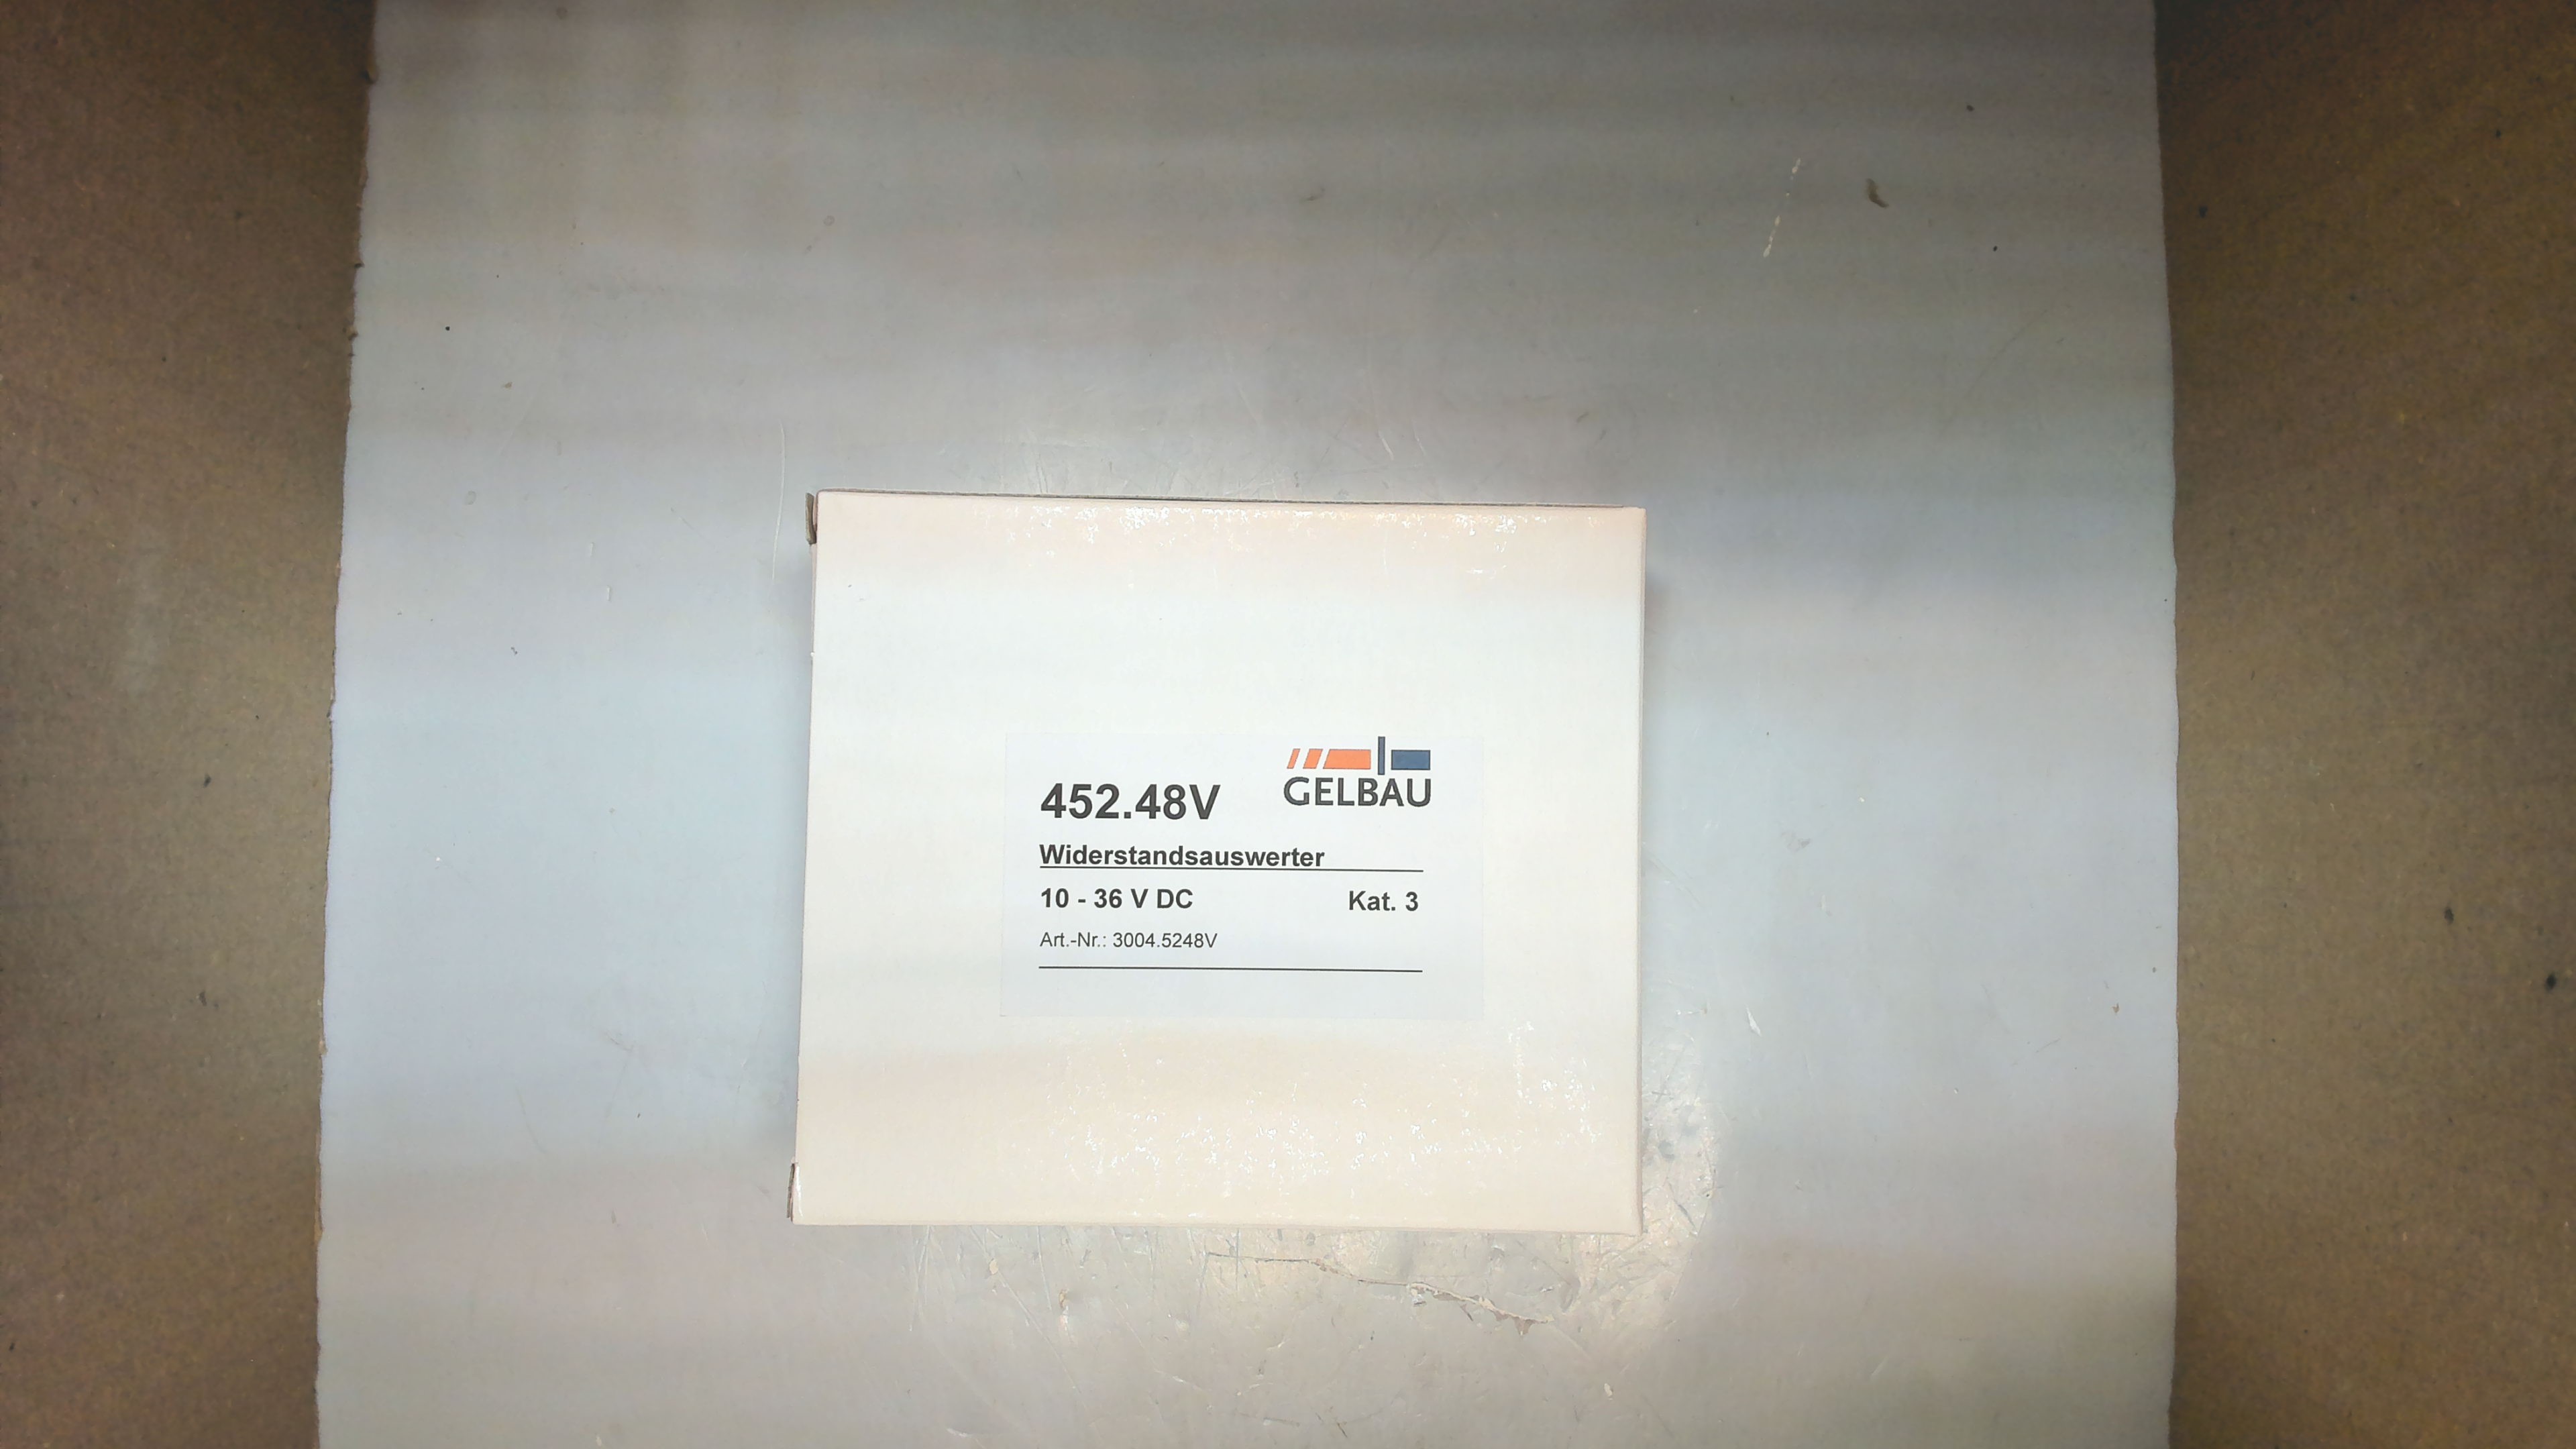 GELBAU
452.48V
Widerstandsauswerter
10 - 36 V DC Kat. 3
Art.-Nr.: 3004.5248V